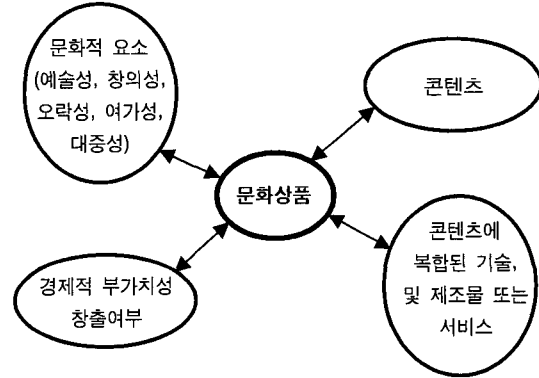 문화적 요소
(예술성, 창의성,
오락성, 여가성,
대중성)
콘텐츠
문화상품
경제적 부가치성
창출여부
콘텐츠에
복합된 기술,
및 제조물 또는
서비스